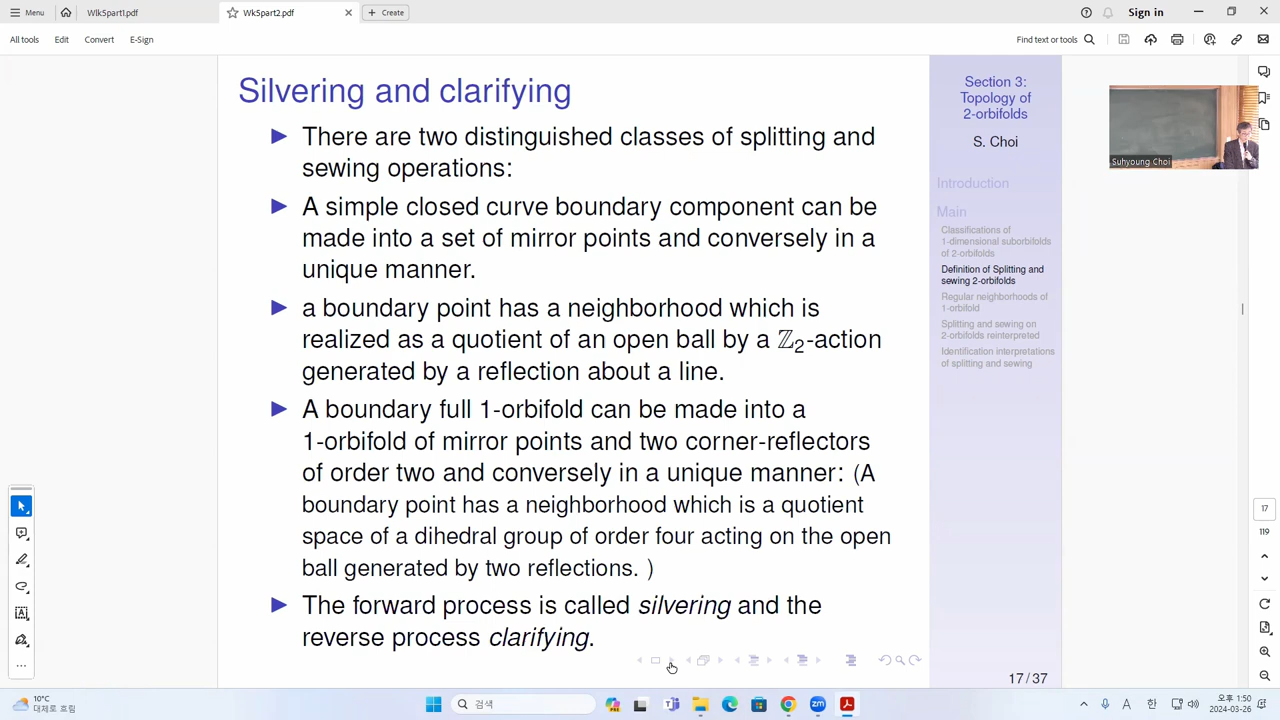 Menu
Wk5part1.pdf
Wk5part2.pdf
Create
Sign in
All tools
Edit
Convert
E-Sign
Find text or tools
Silvering and clarifying
There are two distinguished classes of splitting and
sewing operations:
A simple closed curve boundary component can be
made into a set of mirror points and conversely in a
unique manner.
a boundary point has a neighborhood which is
realized as a quotient of an open ball by a ℤ₂-action
generated by a reflection about a line.
A boundary full 1-orbifold can be made into a
1-orbifold of mirror points and two corner-reflectors
of order two and conversely in a unique manner: (A
boundary point has a neighborhood which is a quotient
space of a dihedral group of order four acting on the open
ball generated by two reflections. )
The forward process is called silvering and the
reverse process clarifying.
17/37
Section 3:
Topology of
2-orbifolds
S. Choi
Introduction
Main
Classifications of
1-dimensional suborbifolds
of 2-orbifolds
Definition of Splitting and
sewing 2-orbifolds
Regular neighborhoods of
1-orbifold
Splitting and sewing on
2-orbifolds reinterpreted
Identification interpretations
of splitting and sewing
Suhyoung Choi
17
119
10°C
대체로 흐림
검색
zm
A
한
오후 1:50
2024-03-26